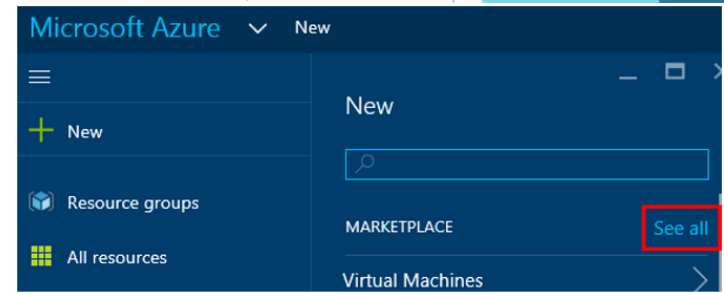 Microsoft Azure New
New
Resource groups
All resources
New
MARKETPLACE See all
Virtual Machines